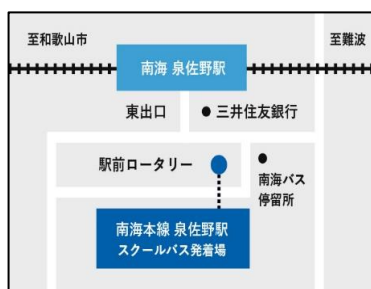 至和歌山市
至難波
南海 泉佐野駅
東出口
三井住友銀行
駅前ロータリー
南海バス
停留所
南海本線 泉佐野駅
スクールバス発着場